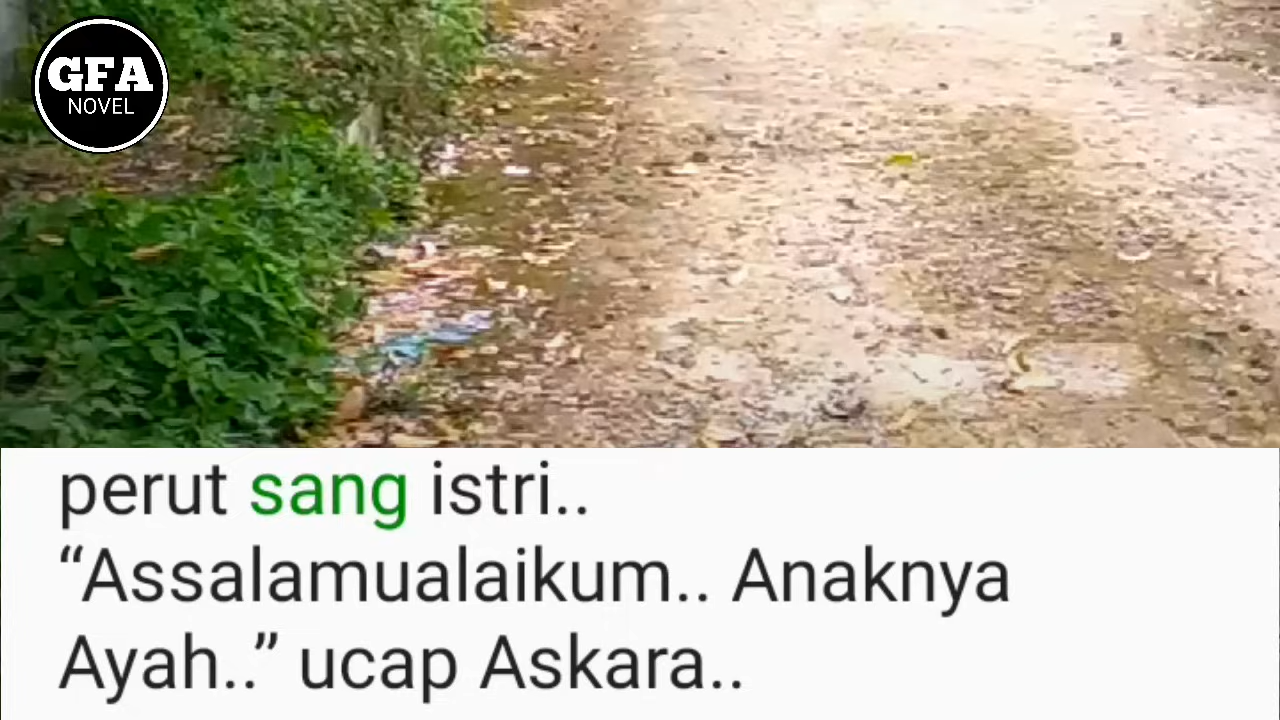 GFA
NOVEL
perut sang istri..
“Assalamualaikum.. Anaknya
Ayah..” ucap Askara..